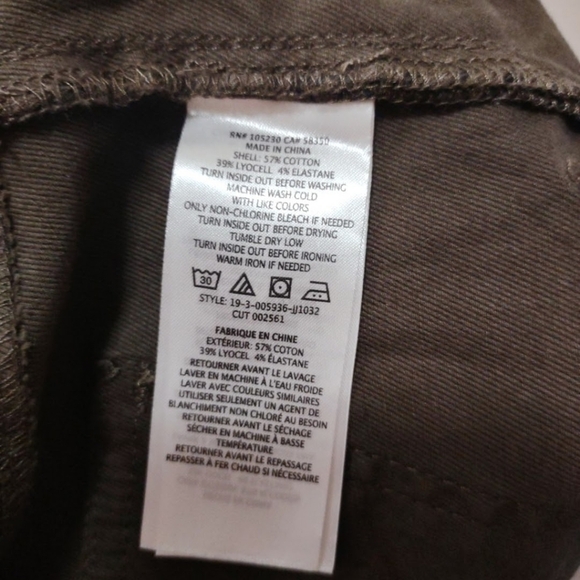 RN# 105230 CA# 58350
MADE IN CHINA
SHELL: 57% COTTON
39% LYOCELL 4% ELASTANE
TURN INSIDE OUT BEFORE WASHING
MACHINE WASH COLD
WITH LIKE COLORS
ONLY NON-CHLORINE BLEACH IF NEEDED
TURN INSIDE OUT BEFORE DRYING
TUMBLE DRY LOW
TURN INSIDE OUT BEFORE IRONING
WARM IRON IF NEEDED
30
STYLE: 19-3-005936-JJ1032
CUT 002561
FABRIQUE EN CHINE
EXTÉRIEUR: 57% COTON
39% LYOCEL 4% ÉLASTANE
RETOURNER AVANT LE LAVAGE
LAVER EN MACHINE À L'EAU FROIDE
LAVER AVEC COULEURS SIMILAIRES
UTILISER SEULEMENT UN AGENT DE
BLANCHIMENT NON CHLORÉ AU BESOIN
RETOURNER AVANT LE SÉCHAGE
SÉCHER EN MACHINE À BASSE
TEMPÉRATURE
RETOURNER AVANT LE REPASSAGE
REPASSER À FER CHAUD SI NÉCESSAIRE